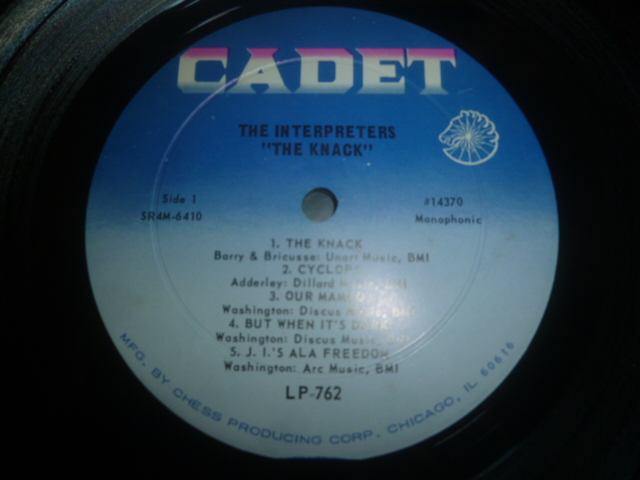 CADET
THE INTERPRETERS
"THE KNACK"
Side 1
SR4M-6410
#14370
Monophonic
1. THE KNACK
Barry & Bricusse: Unart Music, BMI
2. CYCLOPS
Adderley: Dillard
3. OUR
Washington: Discus Music,
4. BUT WHEN IT'S
Washington: Discus Music,
5. J. I.'S ALA FREEDOM
Washington: Arc Music, BMI
LP-762
MFG. BY CHESS PRODUCING CORP. CHICAGO, IL 60616